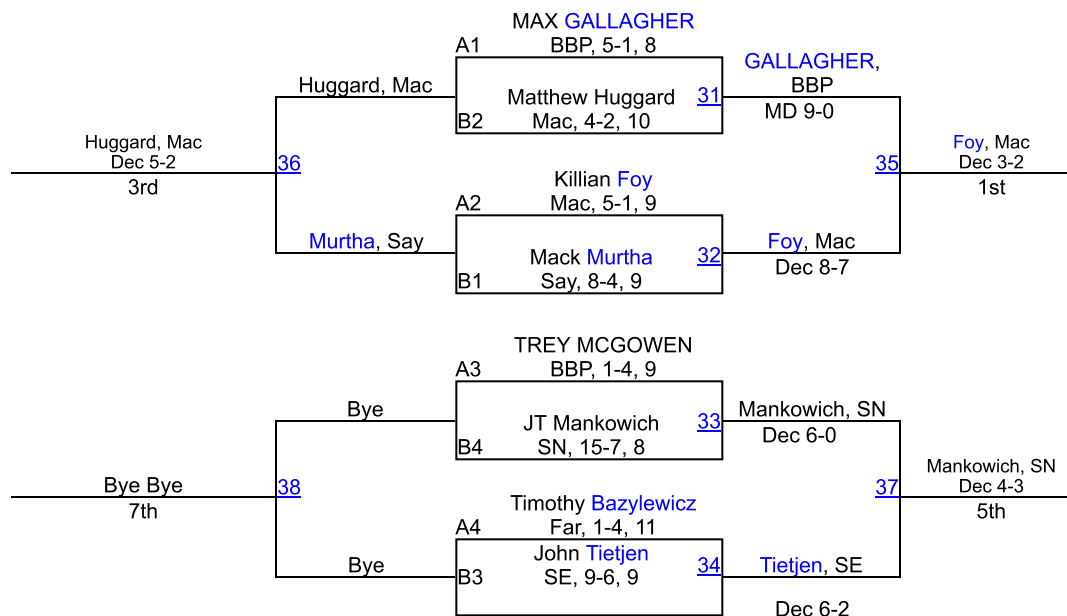 MAX GALLAGHER
A1 BBP, 5-1, 8
GALLAGHER,
Huggard, Mac
Matthew Huggard
31
BBP
B2
Mac, 4-2, 10
MD 9-0
Huggard, Mac
Dec 5-2
3rd
36
35
Foy, Mac
Dec 3-2
1st
Killian Foy
A2 Mac, 5-1, 9
Murtha, Say
Mack Murtha
32
Foy, Mac
B1
Say, 8-4, 9
Dec 8-7
TREY MCGOWEN
A3 BBP, 1-4, 9
Bye
JT Mankowich
33
Mankowich, SN
B4
SN, 15-7, 8
Dec 6-0
Bye Bye
7th
38
37
Mankowich, SN
Dec 4-3
5th
Timothy Bazylewicz
A4 Far, 1-4, 11
Bye
John Tietjen
34
Tietjen, SE
B3
SE, 9-6, 9
Dec 6-2